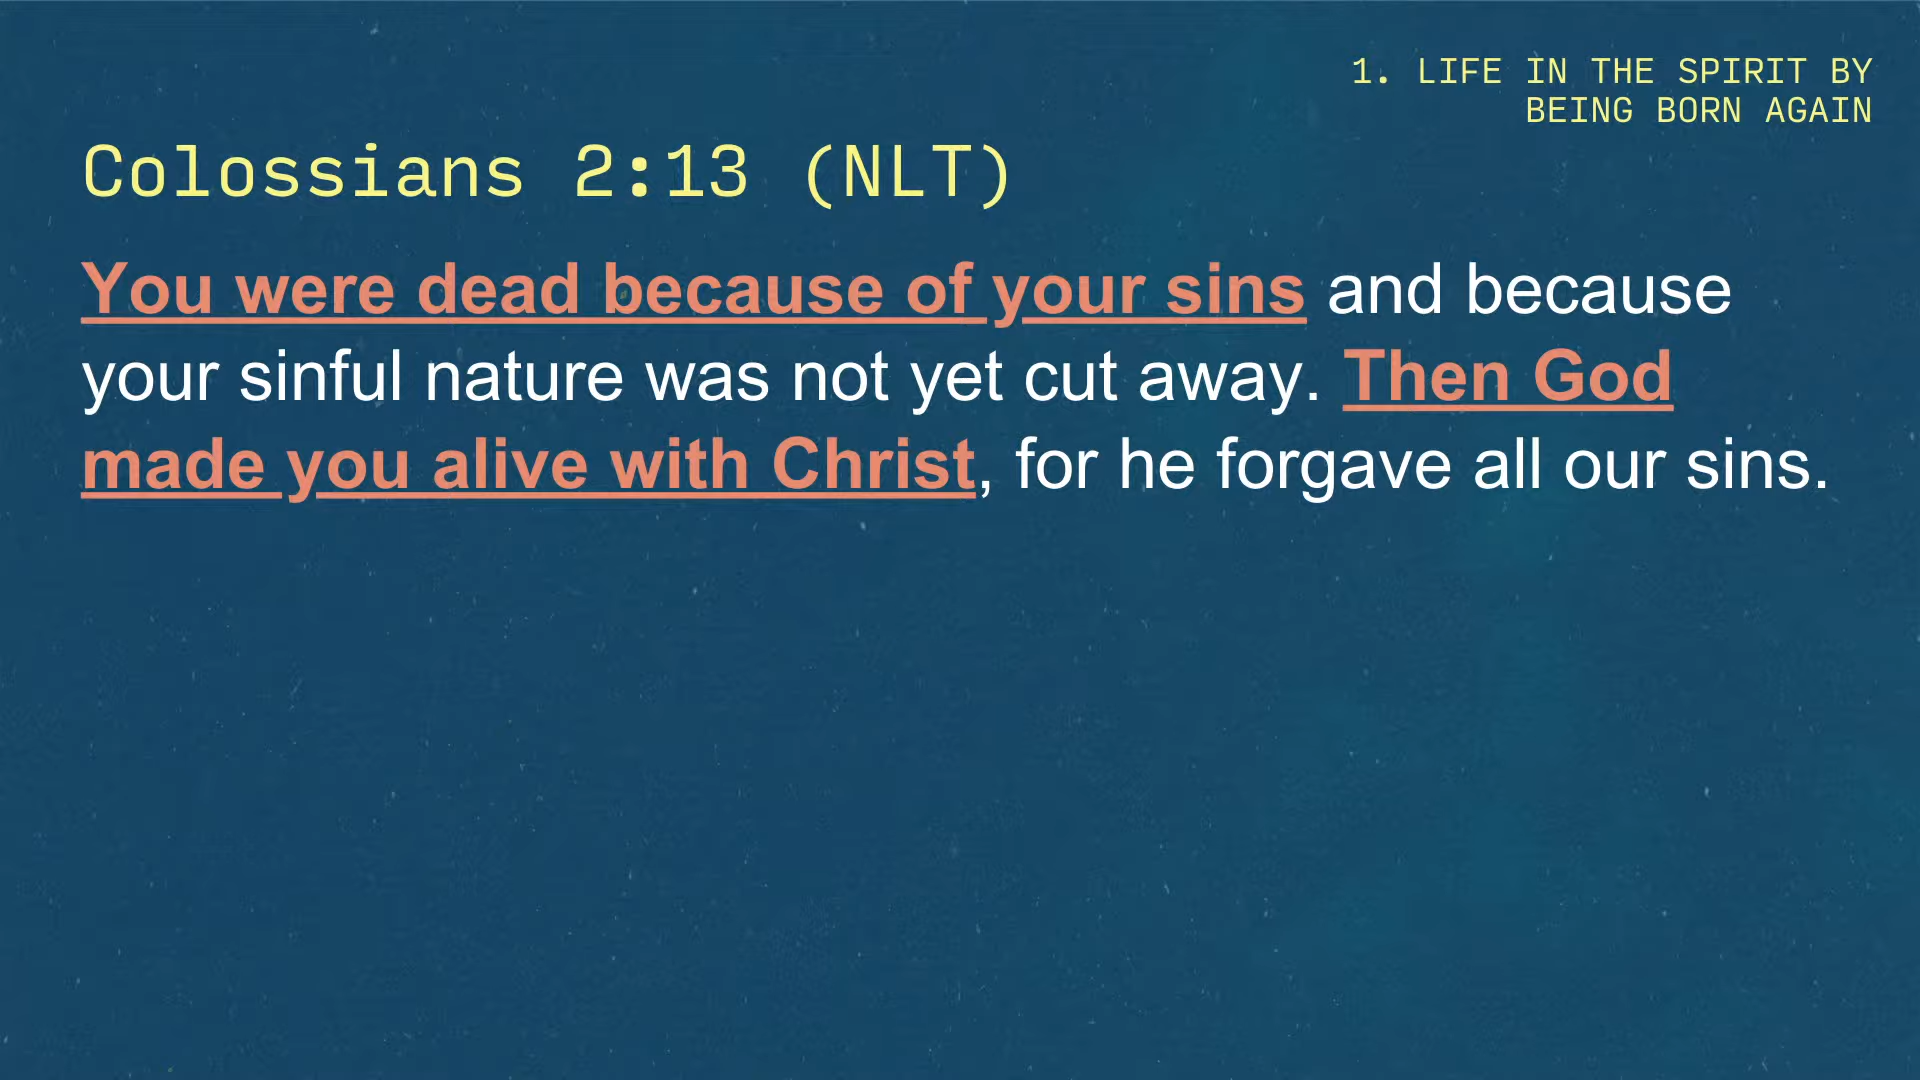 1. LIFE IN THE SPIRIT BY
BEING BORN AGAIN
Colossians 2:13 (NLT)
You were dead because of your sins and because
your sinful nature was not yet cut away. Then God
made you alive with Christ, for he forgave all our sins.